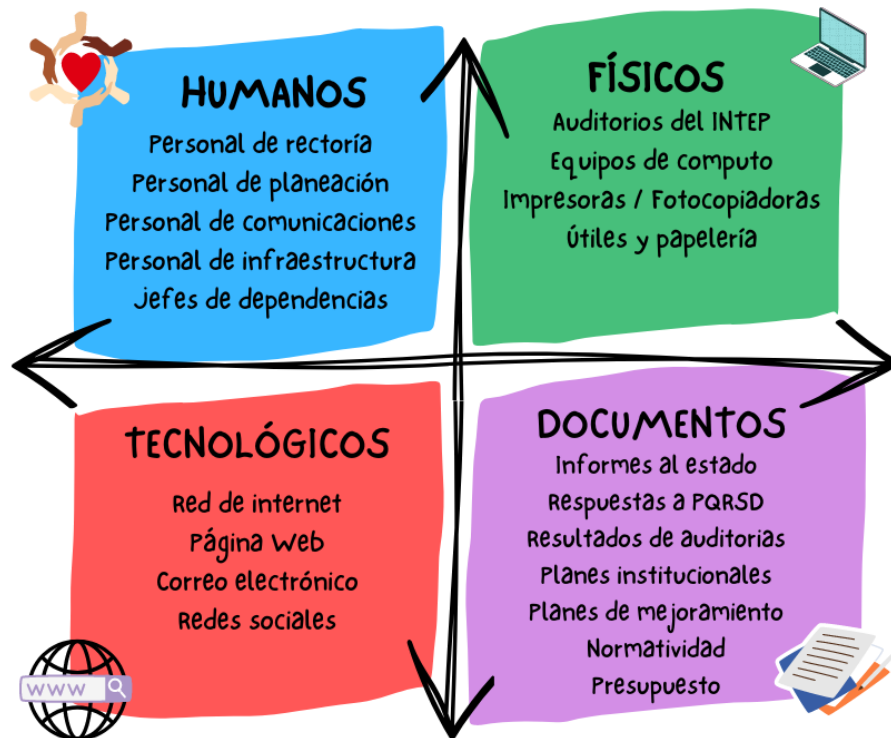 HUMANOS
Personal de rectoría
Personal de planeación
Personal de comunicaciones
Personal de infraestructura
Jefes de dependencias
FÍSICOS
Auditorios del INTEP
Equipos de computo
Impresoras / Fotocopiadoras
Útiles y papelería
TECNOLÓGICOS
Red de internet
Página Web
Correo electrónico
Redes sociales
WWW
DOCUMENTOS
Informes al estado
Respuestas a PQRSD
Resultados de auditorias
Planes institucionales
Planes de mejoramiento
Normatividad
Presupuesto